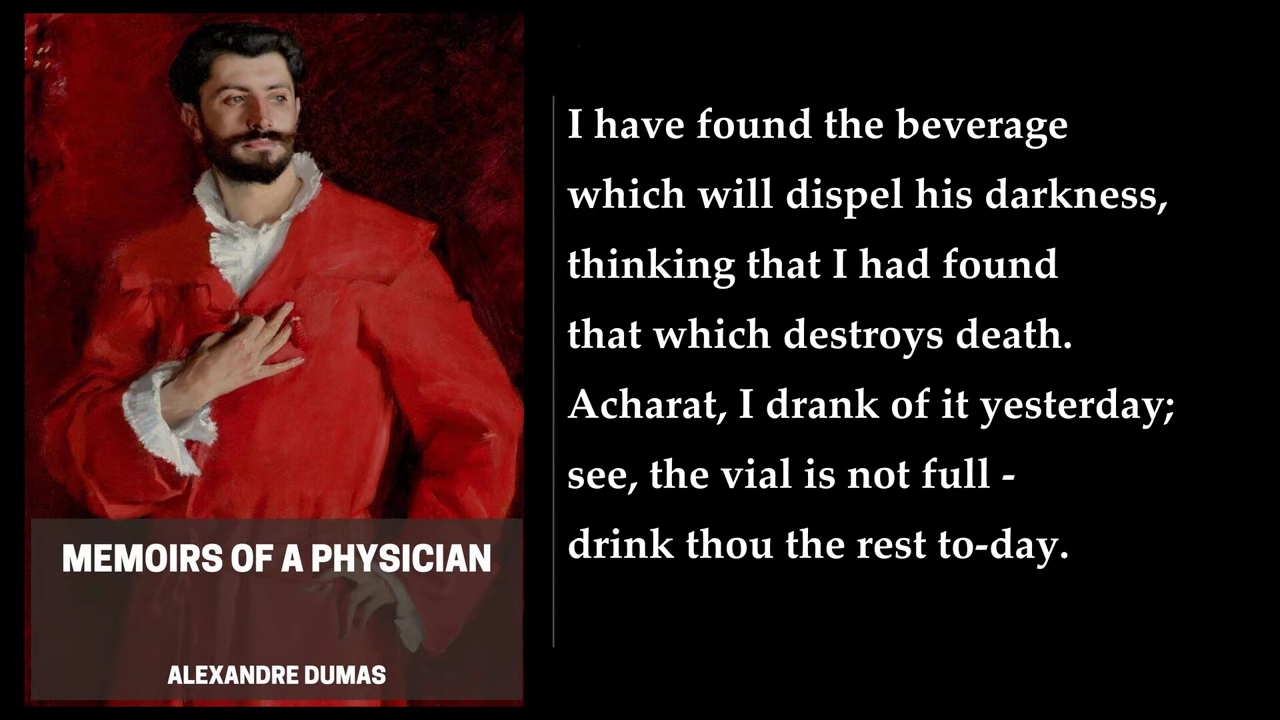 MEMOIRS OF A PHYSICIAN
ALEXANDRE DUMAS
I have found the beverage
which will dispel his darkness,
thinking that I had found
that which destroys death.
Acharat, I drank of it yesterday;
see, the vial is not full -
drink thou the rest to-day.